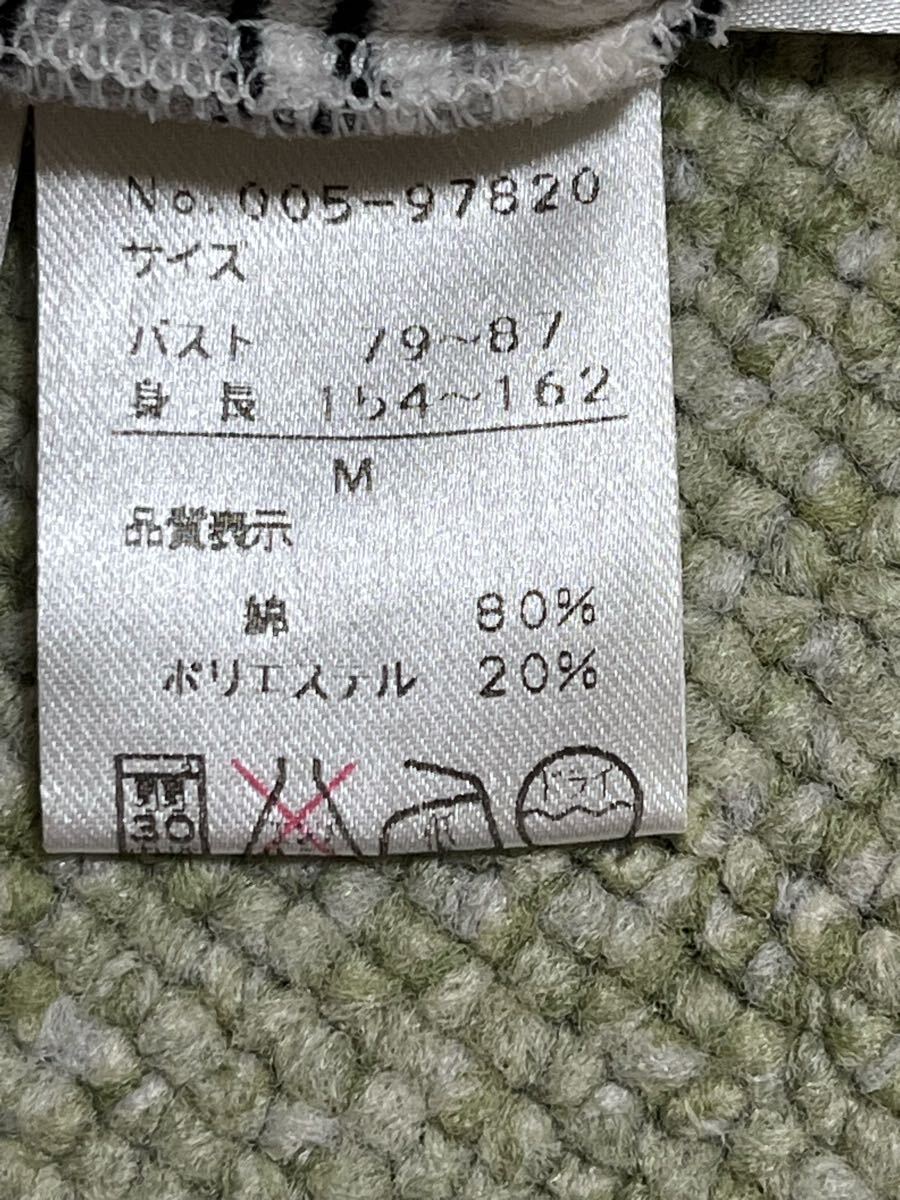 No. 005-97820
サイズ
バスト 79~87
身長 154~162
M
品質表示
綿 80%
ポリエステル 20%
30 ドライ